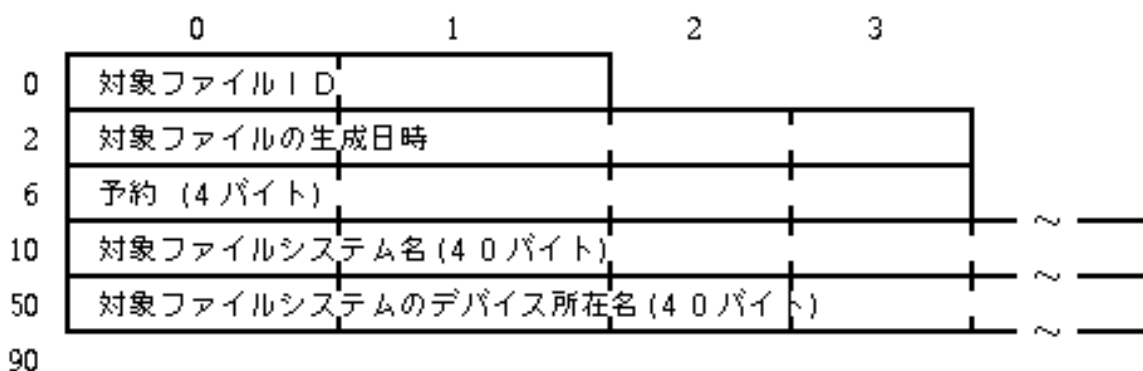 0 1 2 3
0 対象ファイルID
2 対象ファイルの生成日時
6 予約 (4バイト)
10 対象ファイルシステム名(40バイト)
50 対象ファイルシステムのデバイス所在名(40バイト)
90